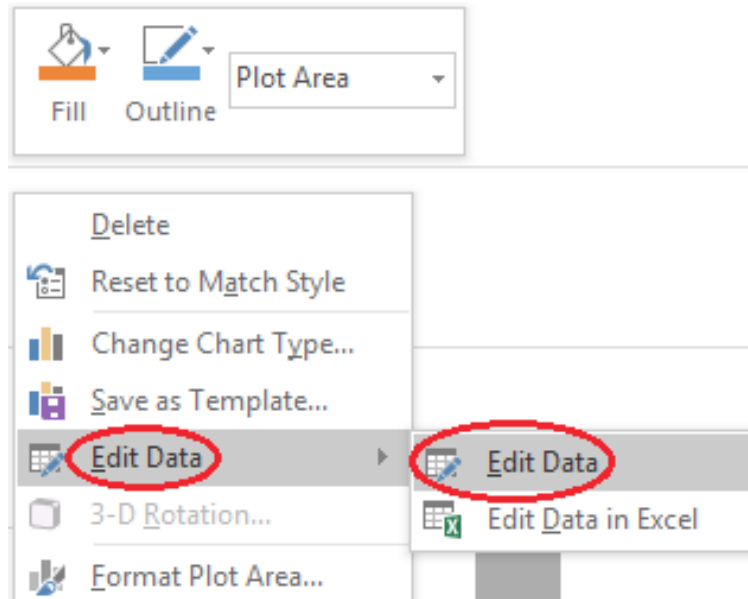 Plot Area
Fill Outline
Delete
Reset to Match Style
Change Chart Type...
Save as Template...
Edit Data
Edit Data
3-D Rotation...
Edit Data in Excel
Format Plot Area...